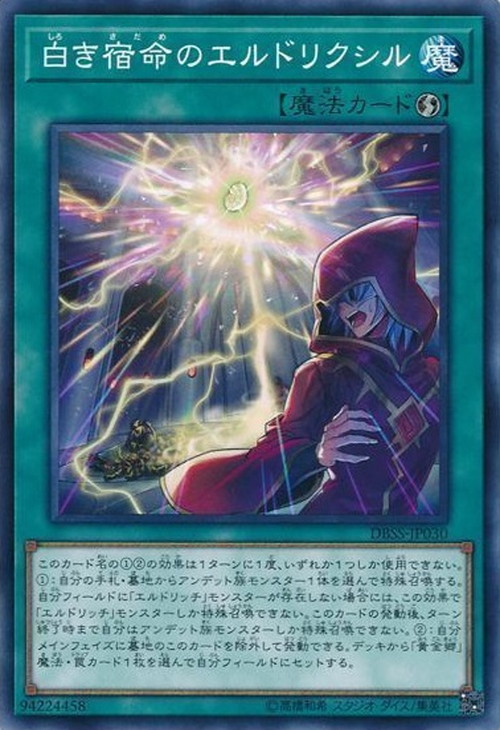 白き宿命のエルドリクシル 魔
【魔法カード】
DBSS-JP030
このカード名の①②の効果は1ターンに1度、いずれか1つしか使用できない。
①：自分の手札・墓地からアンデット族モンスター1体を選んで特殊召喚する。
自分フィールドに「エルドリッチ」モンスターが存在しない場合には、この効果で
「エルドリッチ」モンスターしか特殊召喚できない。このカードの発動後、ターン
終了時まで自分はアンデット族モンスターしか特殊召喚できない。②：自分
メインフェイズに墓地のこのカードを除外して発動できる。デッキから「黄金郷」
魔法・罠カード1枚を選んで自分フィールドにセットする。
94224458
©高橋和希 スタジオ・ダイス/集英社